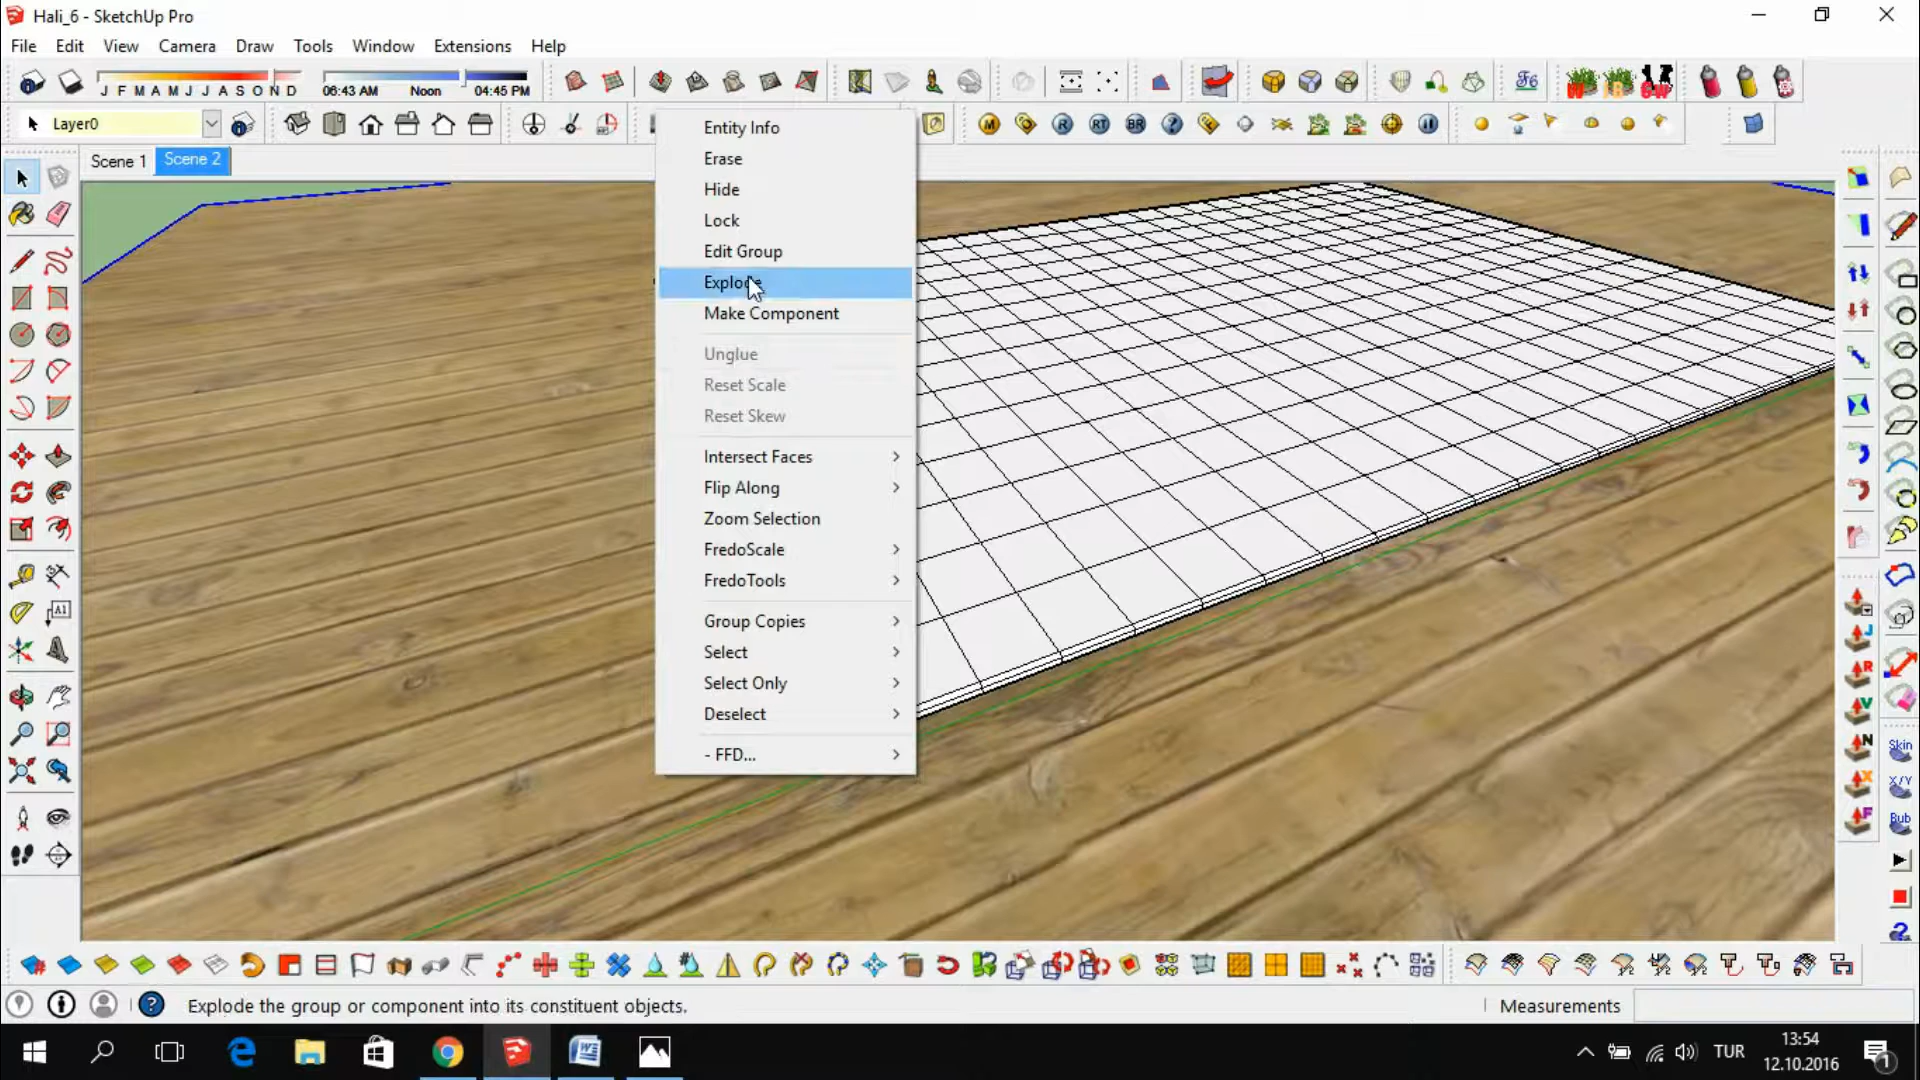 Hali_6 - SketchUp Pro
File Edit View Camera Draw Tools Window Extensions Help
J F M A M J J A S O N D 06:43 AM Noon 04:45 PM
Layer0
Scene 1 Scene 2
Entity Info
Erase
Hide
Lock
Edit Group
Explode
Make Component
Unglue
Reset Scale
Reset Skew
Intersect Faces
Flip Along
Zoom Selection
FredoScale
FredoTools
Group Copies
Select
Select Only
Deselect
- FFD...
Skin
X/Y
Bub
Explode the group or component into its constituent objects.
Measurements
TUR
13:54
12.10.2016